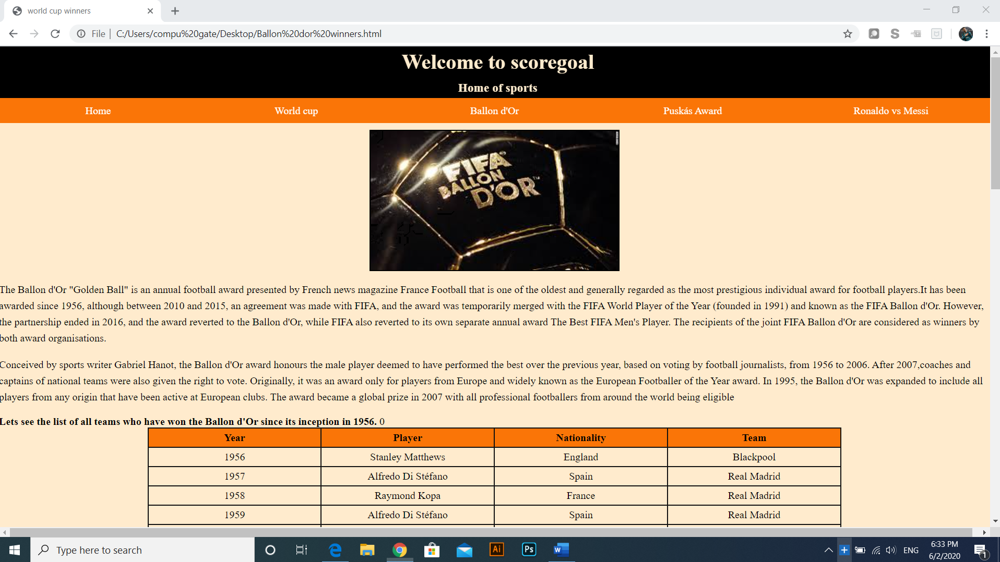 world cup winners
File | C:/Users/compu%20gate/Desktop/Ballon%20dor%20winners.html
S
Welcome to scoregoal
Home of sports
Home World cup Ballon d'Or Puskás Award Ronaldo vs Messi
FIFA®
BALLON
D'OR™
The Ballon d'Or "Golden Ball" is an annual football award presented by French news magazine France Football that is one of the oldest and generally regarded as the most prestigious individual award for football players.It has been
awarded since 1956, although between 2010 and 2015, an agreement was made with FIFA, and the award was temporarily merged with the FIFA World Player of the Year (founded in 1991) and known as the FIFA Ballon d'Or. However,
the partnership ended in 2016, and the award reverted to the Ballon d'Or, while FIFA also reverted to its own separate annual award The Best FIFA Men's Player. The recipients of the joint FIFA Ballon d'Or are considered as winners by
both award organisations.
Conceived by sports writer Gabriel Hanot, the Ballon d'Or award honours the male player deemed to have performed the best over the previous year, based on voting by football journalists, from 1956 to 2006. After 2007,coaches and
captains of national teams were also given the right to vote. Originally, it was an award only for players from Europe and widely known as the European Footballer of the Year award. In 1995, the Ballon d'Or was expanded to include all
players from any origin that have been active at European clubs. The award became a global prize in 2007 with all professional footballers from around the world being eligible
Lets see the list of all teams who have won the Ballon d'Or since its inception in 1956. 0
Year Player Nationality Team
1956 Stanley Matthews England Blackpool
1957 Alfredo Di Stéfano Spain Real Madrid
1958 Raymond Kopa France Real Madrid
1959 Alfredo Di Stéfano Spain Real Madrid
Type here to search
Ai
Ps
W
ENG
6:33 PM
6/2/2020
1